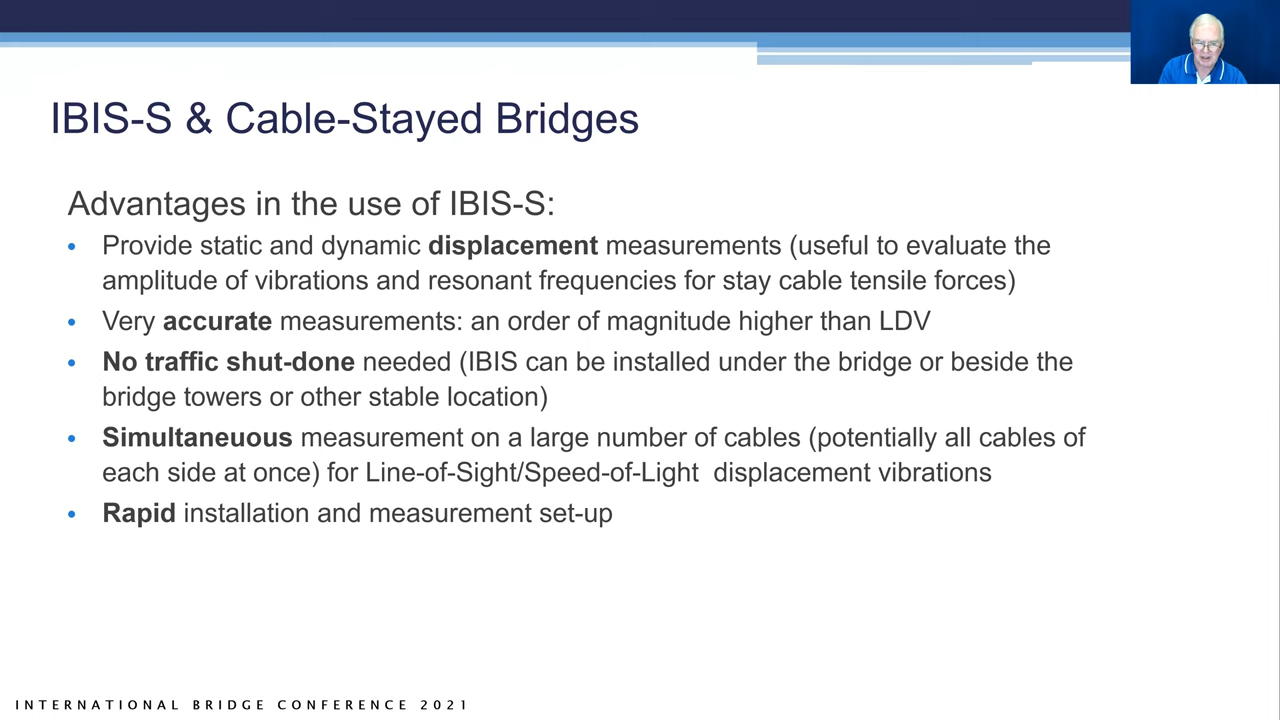 IBIS-S & Cable-Stayed Bridges
Advantages in the use of IBIS-S:
• Provide static and dynamic displacement measurements (useful to evaluate the
amplitude of vibrations and resonant frequencies for stay cable tensile forces)
• Very accurate measurements: an order of magnitude higher than LDV
• No traffic shut-done needed (IBIS can be installed under the bridge or beside the
bridge towers or other stable location)
• Simultaneuous measurement on a large number of cables (potentially all cables of
each side at once) for Line-of-Sight/Speed-of-Light displacement vibrations
• Rapid installation and measurement set-up
INTERNATIONAL BRIDGE CONFERENCE 2021